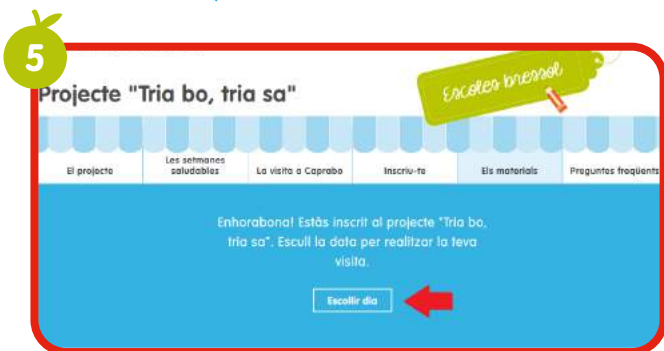 5
Projecte "Tria bo, tria sa"
Escoles bressol
El projecte
Les setmanes
saludables
La visita a Caprabo
Inscriu-te
Els materials
Preguntes freqüents
Enhorabona! Estàs inscrit al projecte "Tria bo,
tria sa". Escull la data per realitzar la teva
visita.
Escollir dia